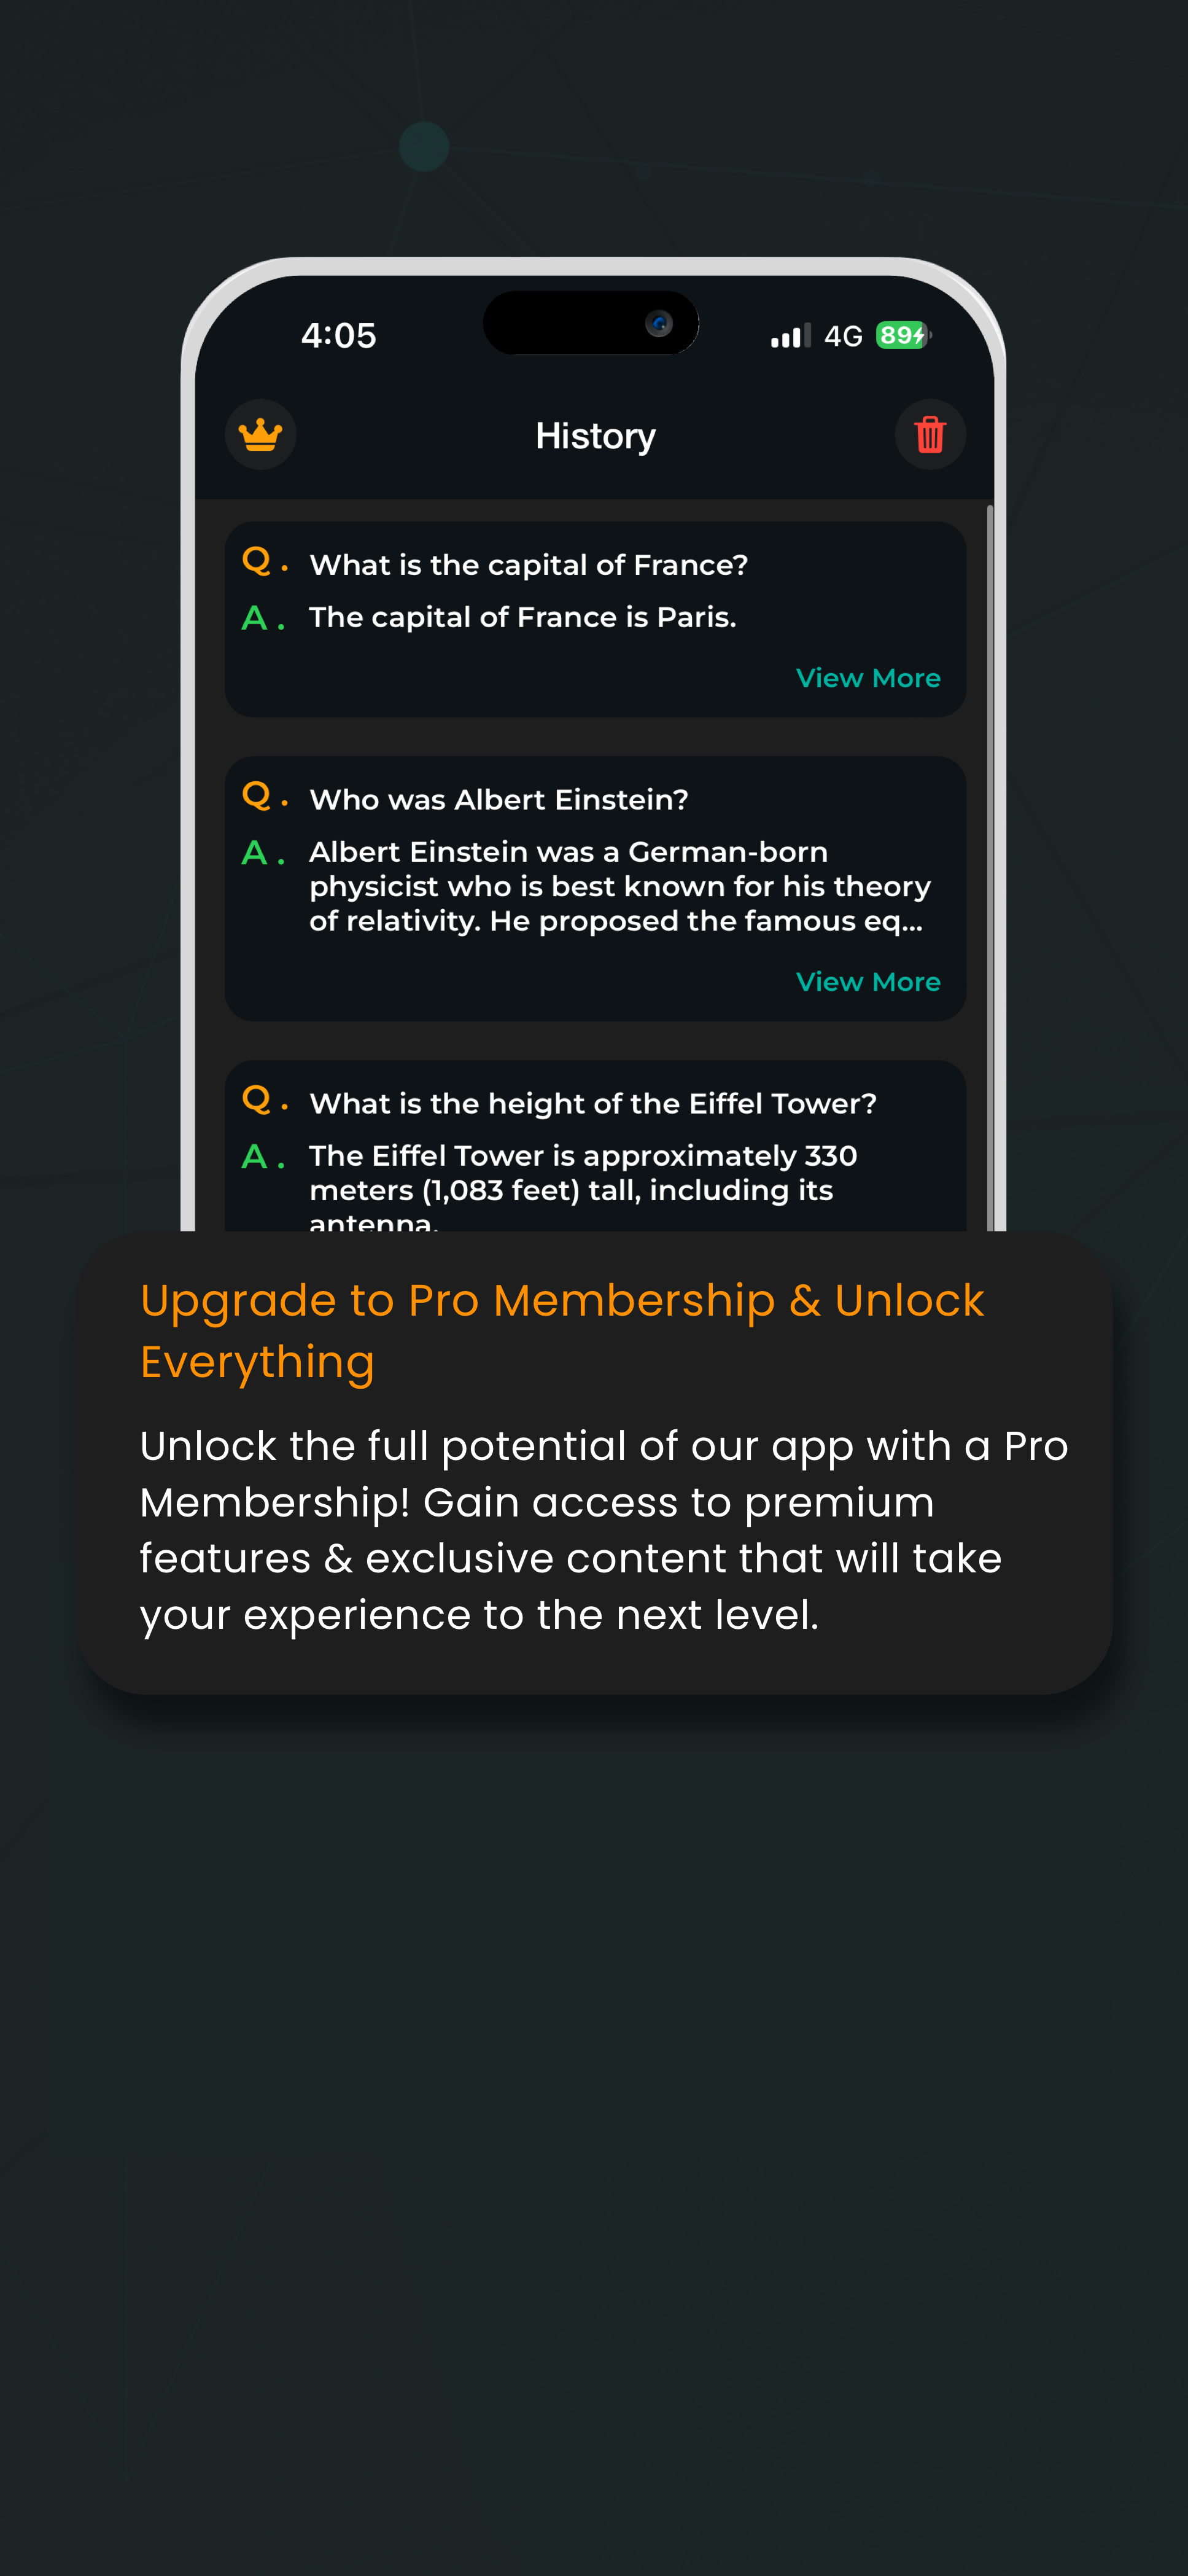 4:05
4G 89
History
Q. What is the capital of France?
A. The capital of France is Paris.
View More
Q. Who was Albert Einstein?
A. Albert Einstein was a German-born
physicist who is best known for his theory
of relativity. He proposed the famous eq...
View More
Q. What is the height of the Eiffel Tower?
A. The Eiffel Tower is approximately 330
meters (1,083 feet) tall, including its
antenna.
Upgrade to Pro Membership & Unlock
Everything
Unlock the full potential of our app with a Pro
Membership! Gain access to premium
features & exclusive content that will take
your experience to the next level.